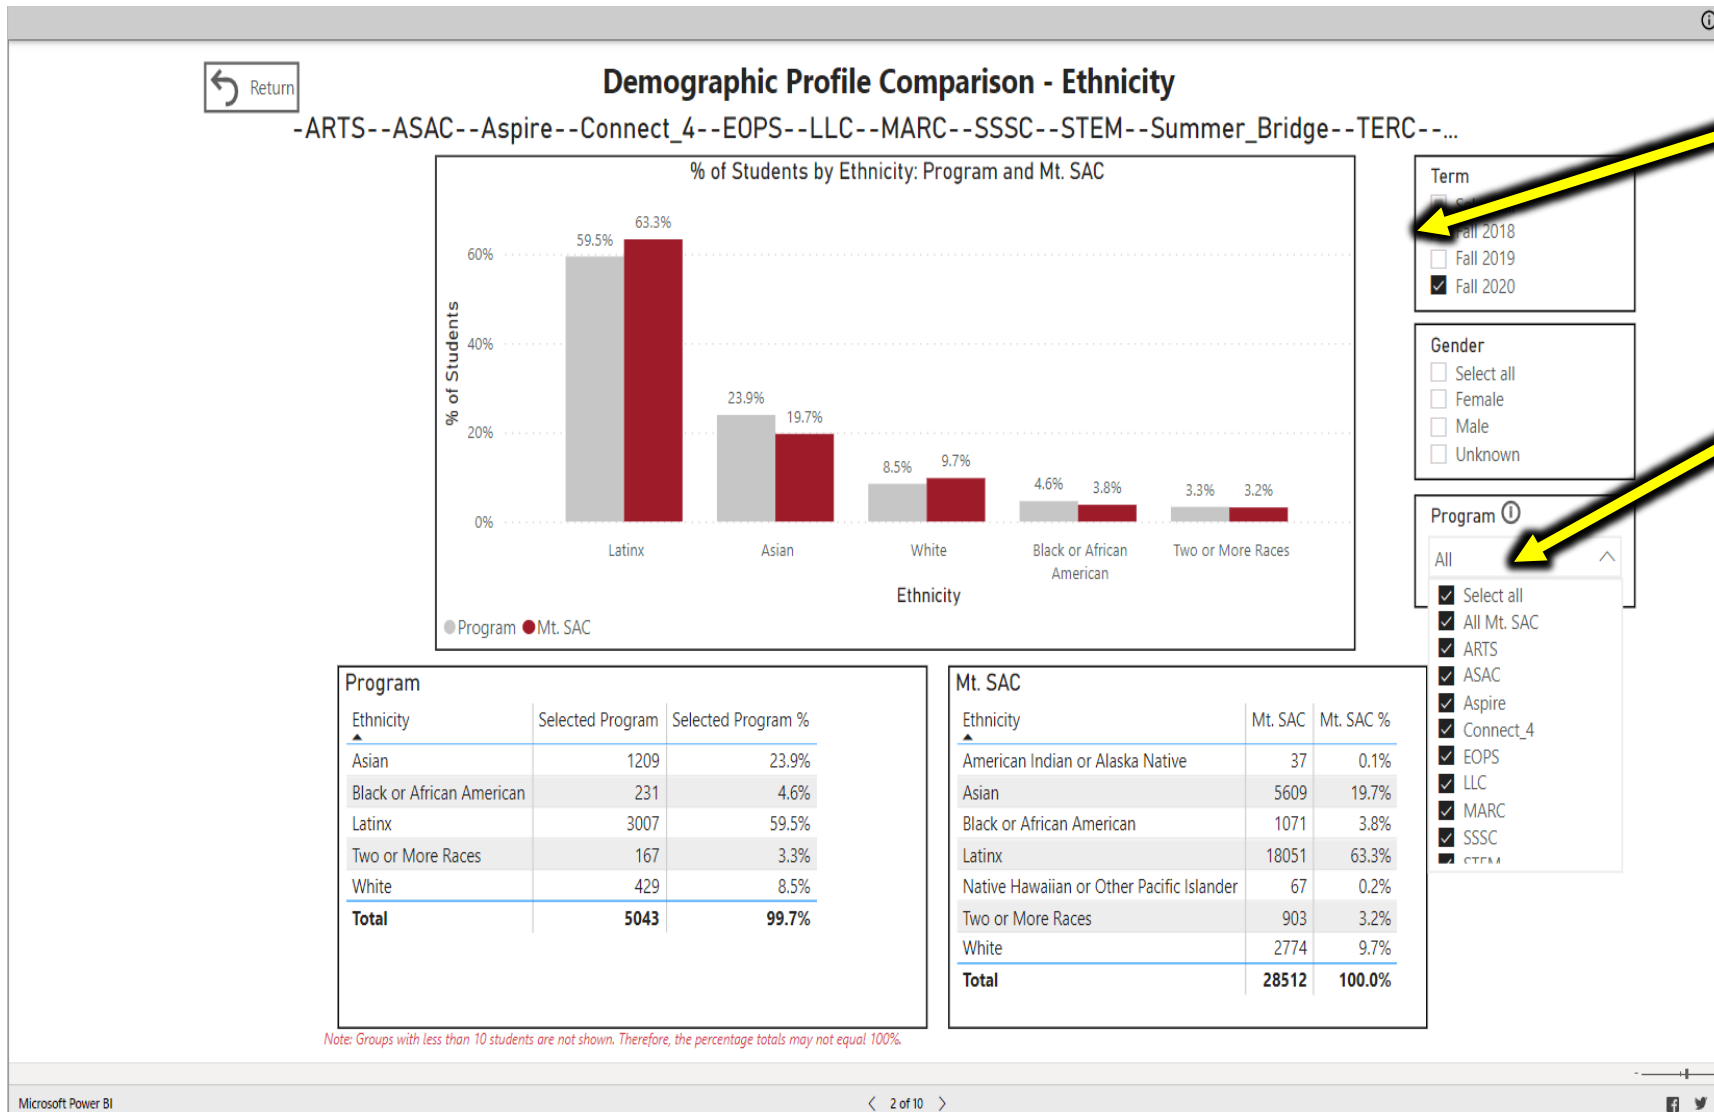 Return
Demographic Profile Comparison - Ethnicity
-ARTS--ASAC--Aspire--Connect_4--EOPS--LLC--MARC--SSSC--STEM--Summer_Bridge--TERC--...
% of Students by Ethnicity: Program and Mt. SAC
63.3%
59.5%
60%
40%
23.9%
19.7%
20%
8.5%
9.7%
4.6%
3.8%
3.3%
3.2%
0%
% of Students
Latinx
Asian
White
Black or African
American
Two or More Races
Ethnicity
Program
Mt. SAC
Term
Fall 2018
Fall 2019
Fall 2020
Gender
Select all
Female
Male
Unknown
Program
All
Select all
All Mt. SAC
ARTS
ASAC
Aspire
Connect_4
EOPS
LLC
MARC
SSSC
STEM
Program
Ethnicity Selected Program Selected Program %
Asian 1209 23.9%
Black or African American 231 4.6%
Latinx 3007 59.5%
Two or More Races 167 3.3%
White 429 8.5%
Total 5043 99.7%
Mt. SAC
Ethnicity Mt. SAC Mt. SAC %
American Indian or Alaska Native 37 0.1%
Asian 5609 19.7%
Black or African American 1071 3.8%
Latinx 18051 63.3%
Native Hawaiian or Other Pacific Islander 67 0.2%
Two or More Races 903 3.2%
White 2774 9.7%
Total 28512 100.0%
Note: Groups with less than 10 students are not shown. Therefore, the percentage totals may not equal 100%.
Microsoft Power BI
2 of 10